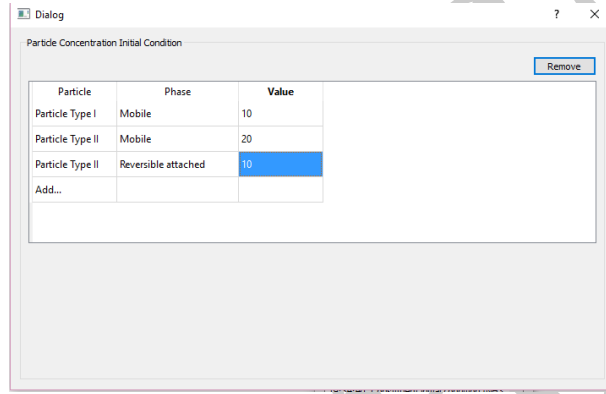 Dialog ? X
Particle Concentration Initial Condition
Remove
Particle Phase Value
Particle Type I Mobile 10
Particle Type II Mobile 20
Particle Type II Reversible attached 10
Add...